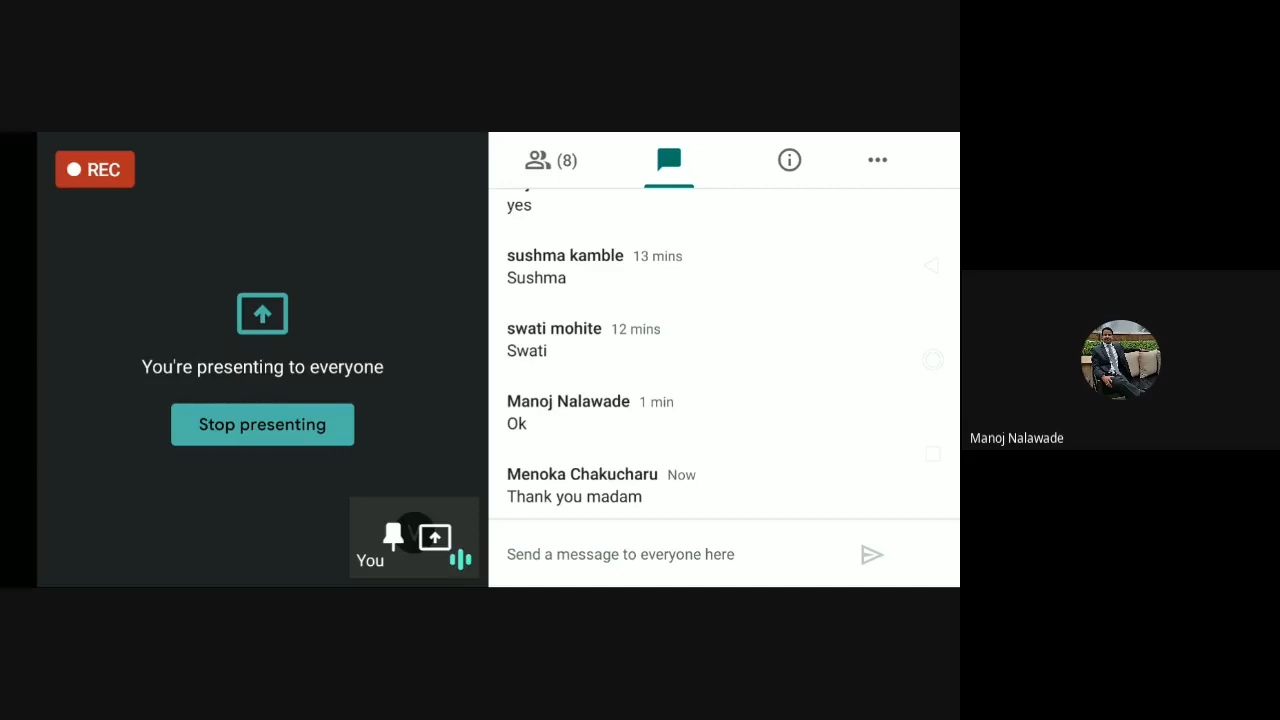 REC
You're presenting to everyone
Stop presenting
You
(8)
yes
sushma kamble 13 mins
Sushma
swati mohite 12 mins
Swati
Manoj Nalawade 1 min
Ok
Menoka Chakucharu Now
Thank you madam
Send a message to everyone here
Manoj Nalawade